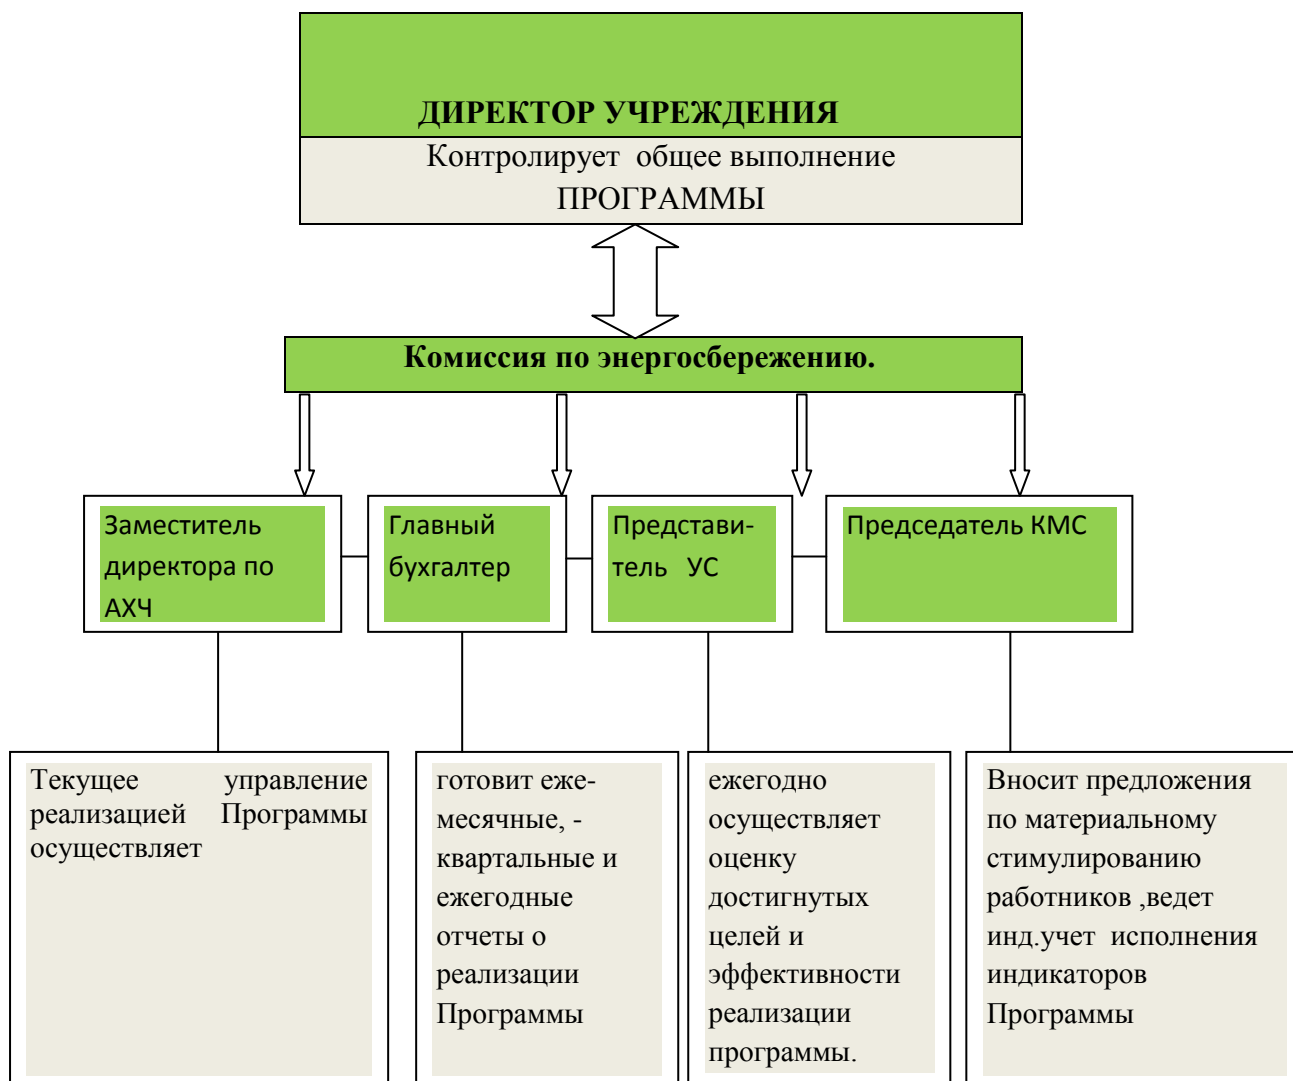 ДИРЕКТОР УЧРЕЖДЕНИЯ
Контролирует общее выполнение
ПРОГРАММЫ
Комиссия по энергосбережению.
Заместитель
директора по
АХЧ
Главный
бухгалтер
Представи-
тель УС
Председатель КМС
Текущее управление
реализацией Программы
осуществляет
готовит еже-
месячные, -
квартальные и
ежегодные
отчеты о
реализации
Программы
ежегодно
осуществляет
оценку
достигнутых
целей и
эффективности
реализации
программы.
Вносит предложения
по материальному
стимулированию
работников ,ведет
инд.учет исполнения
индикаторов
Программы